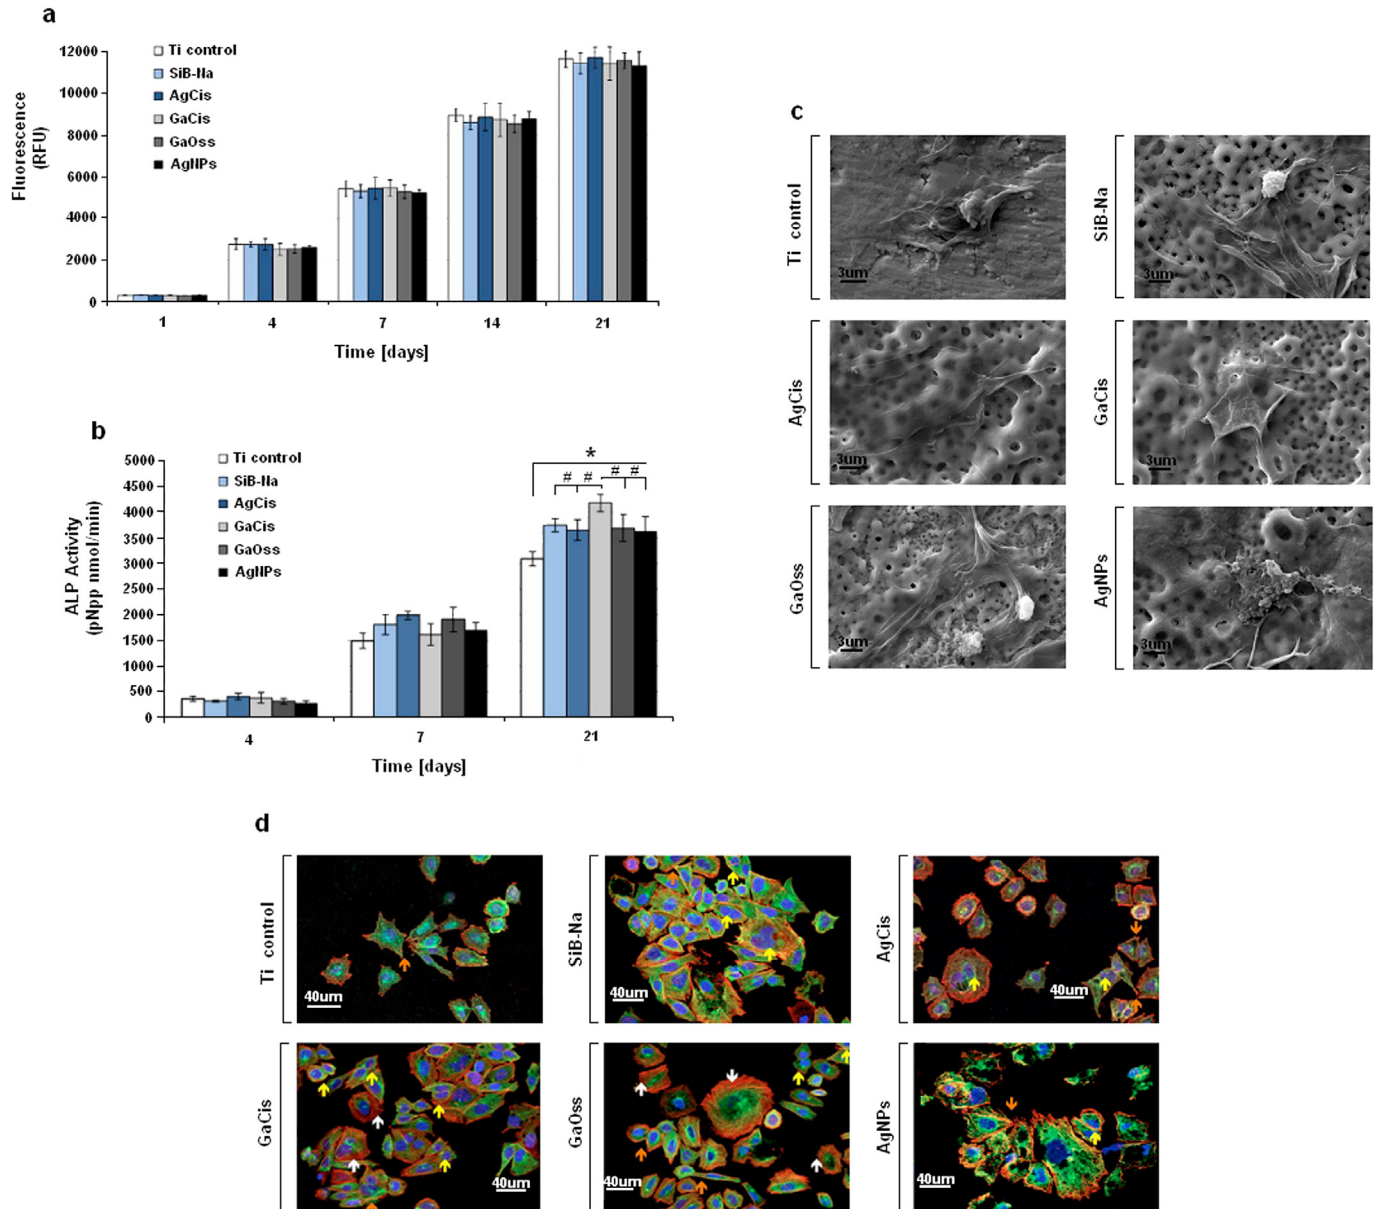 a
Fluorescence
(RFU)
12000
10000
8000
6000
4000
2000
0
Ti control
SiB-Na
AgCis
GaCis
GaOss
AgNPs
1 4 7 14 21
Time [days]
b
ALP Activity
(pNpp nmol/min)
5000
4500
4000
3500
3000
2500
2000
1500
1000
500
0
Ti control
SiB-Na
AgCis
GaCis
GaOss
AgNPs
*
# # # #
4 7 21
Time [days]
c
Ti control
3um
SiB-Na
3um
AgCis
3um
GaCis
3um
GaOss
3um
AgNPs
3um
d
Ti control
40um
SiB-Na
40um
AgCis
40um
GaCis
40um
GaOss
40um
AgNPs
40um